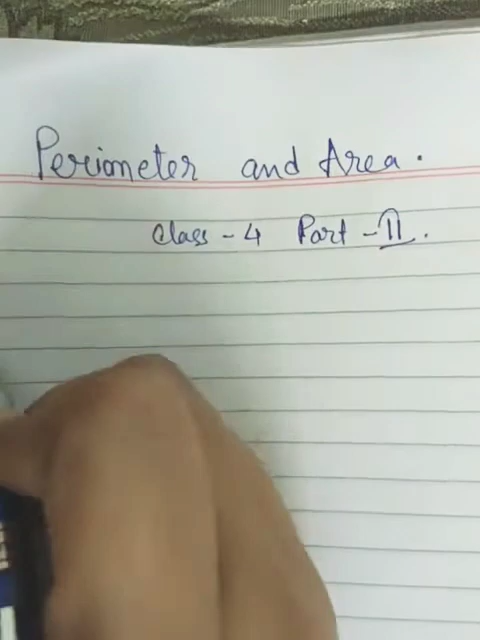 Perimeter and Area.
Class - 4 Part - II.